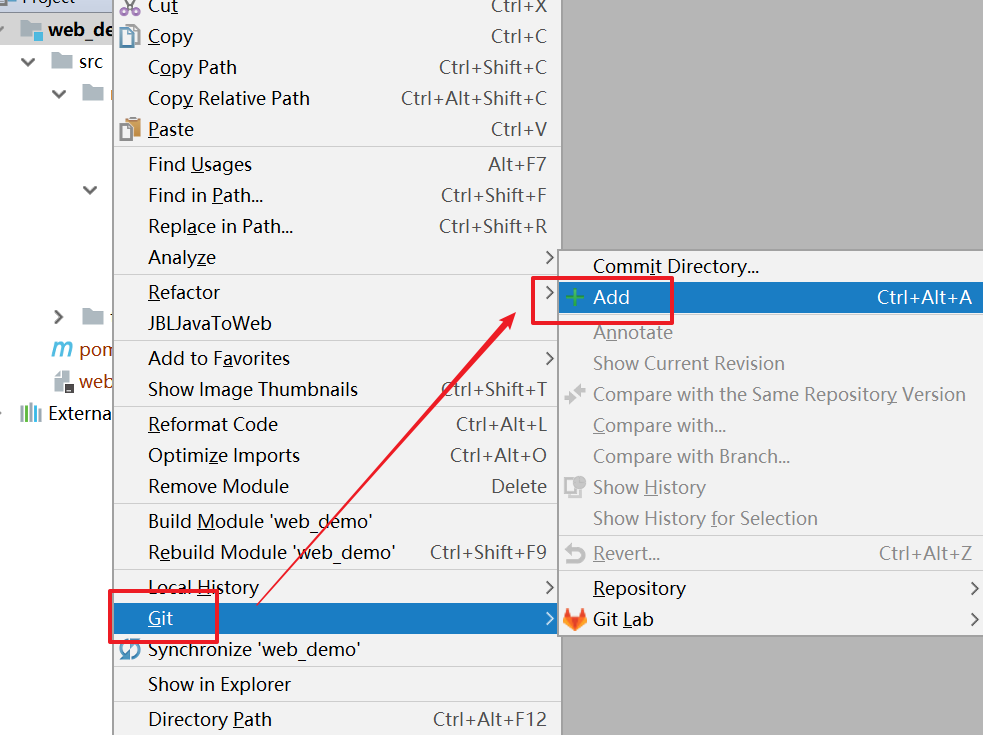 Project
web_de
src
pom
web
Externa
Cut Ctrl+X
Copy Ctrl+C
Copy Path Ctrl+Shift+C
Copy Relative Path Ctrl+Alt+Shift+C
Paste Ctrl+V
Find Usages Alt+F7
Find in Path... Ctrl+Shift+F
Replace in Path... Ctrl+Shift+R
Analyze
Refactor
JBLJavaToWeb
Add to Favorites
Show Image Thumbnails Ctrl+Shift+T
Reformat Code Ctrl+Alt+L
Optimize Imports Ctrl+Alt+O
Remove Module Delete
Build Module 'web_demo'
Rebuild Module 'web_demo' Ctrl+Shift+F9
Local History
Git
Synchronize 'web_demo'
Show in Explorer
Directory Path Ctrl+Alt+F12
Commit Directory...
Add Ctrl+Alt+A
Annotate
Show Current Revision
Compare with the Same Repository Version
Compare with...
Compare with Branch...
Show History
Show History for Selection
Revert... Ctrl+Alt+Z
Repository
Git Lab